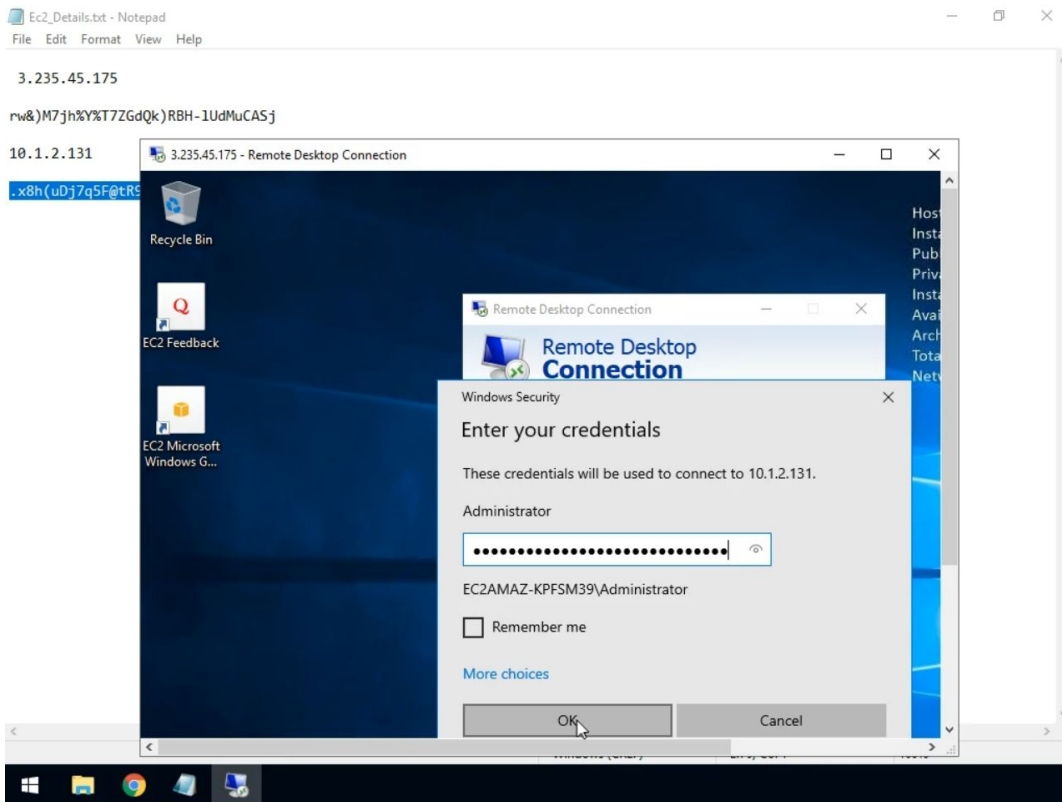 Ec2_Details.txt - Notepad
File Edit Format View Help
3.235.45.175
rw&)M7jh%Y%T7ZGdQk)RBH-lUdMuCASj
10.1.2.131
.x8h(uDj7q5F@tR9
3.235.45.175 - Remote Desktop Connection
Recycle Bin
EC2 Feedback
EC2 Microsoft
Windows G...
Host
Insta
Pub
Priva
Insta
Avai
Arch
Tota
Netw
Remote Desktop Connection
Remote Desktop
Connection
Windows Security
Enter your credentials
These credentials will be used to connect to 10.1.2.131.
Administrator
EC2AMAZ-KPFSM39\Administrator
Remember me
More choices
OK
Cancel